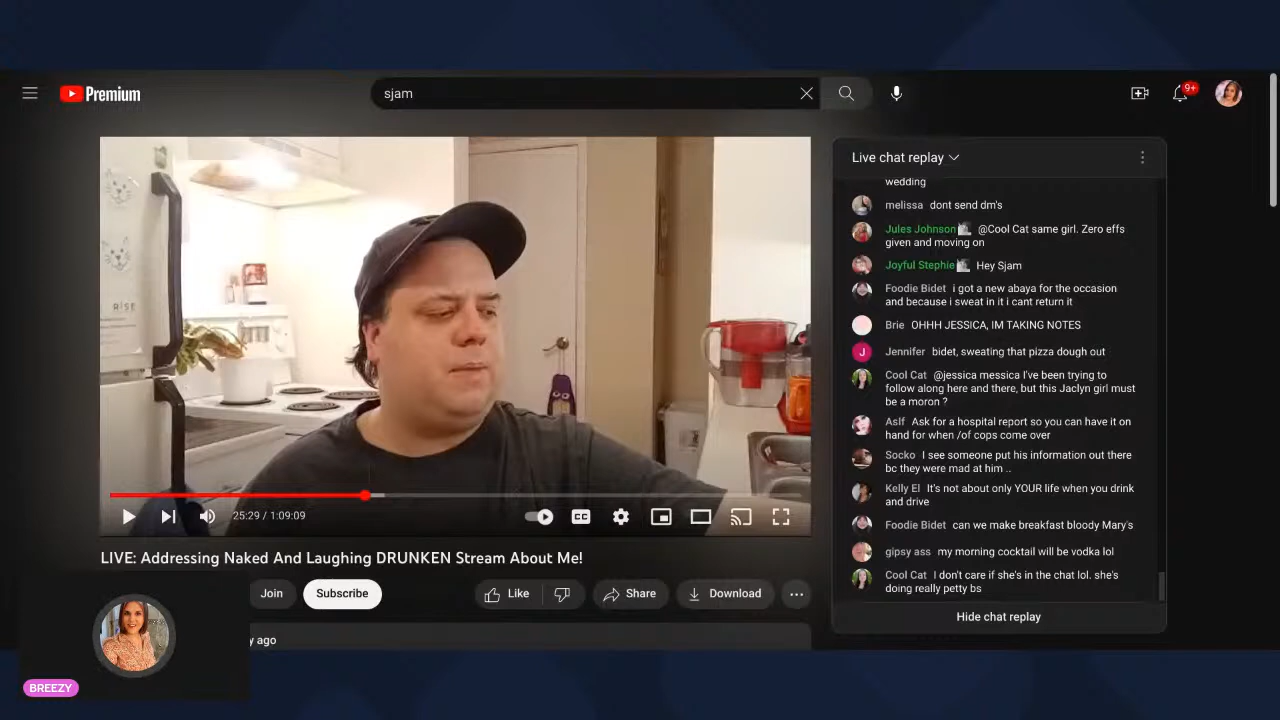 Premium
sjam
9+
RISE
Live chat replay
wedding
melissa dont send dm's
Jules Johnson @Cool Cat same girl. Zero effs
given and moving on
Joyful Stephie Hey Sjam
Foodie Bidet i got a new abaya for the occasion
and because i sweat in it i cant return it
Brie OHHH JESSICA, IM TAKING NOTES
J
Jennifer bidet, sweating that pizza dough out
Cool Cat @jessica messica I've been trying to
follow along here and there, but this Jaclyn girl must
be a moron ?
Aslf Ask for a hospital report so you can have it on
hand for when /of cops come over
Socko I see someone put his information out there
bc they were mad at him ..
Kelly El It's not about only YOUR life when you drink
and drive
Foodie Bidet can we make breakfast bloody Mary's
gipsy ass my morning cocktail will be vodka lol
Cool Cat I don't care if she's in the chat lol. she's
doing really petty bs
Hide chat replay
25:29 / 1:09:09
CC
LIVE: Addressing Naked And Laughing DRUNKEN Stream About Me!
Join
Subscribe
Like
Share
Download
y ago
BREEZY